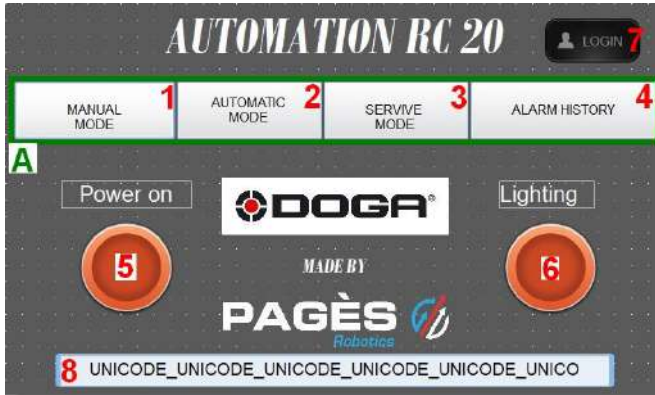 AUTOMATION RC 20
LOGIN 7
MANUAL MODE 1
AUTOMATIC MODE 2
SERVIVE MODE 3
ALARM HISTORY 4
A
Power on
DOGA®
Lighting
5
MADE BY
6
PAGÈS
Robotics
8 UNICODE_UNICODE_UNICODE_UNICODE_UNICODE_UNICO